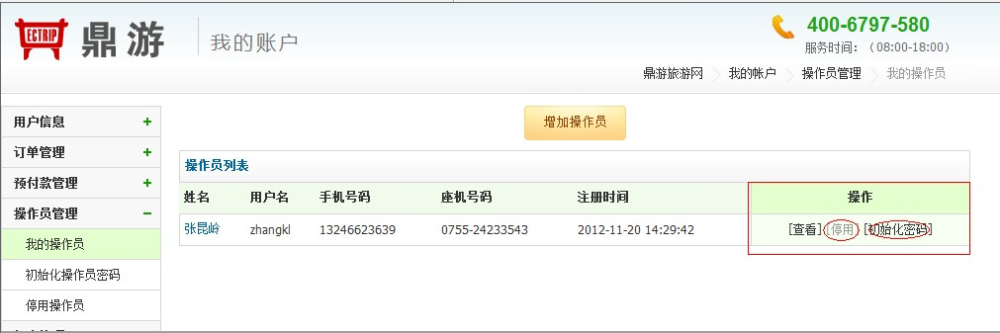 ECTRIP 鼎游 我的账户
400-6797-580
服务时间：（08:00-18:00）
鼎游旅游网 我的帐户 操作员管理 我的操作员
用户信息 +
订单管理 +
预付款管理 +
操作员管理 −
我的操作员
初始化操作员密码
停用操作员
增加操作员
操作员列表
姓名 用户名 手机号码 座机号码 注册时间 操作
张昆岭 zhangkl 13246623639 0755-24233543 2012-11-20 14:29:42 [查看] [停用] [初始化密码]